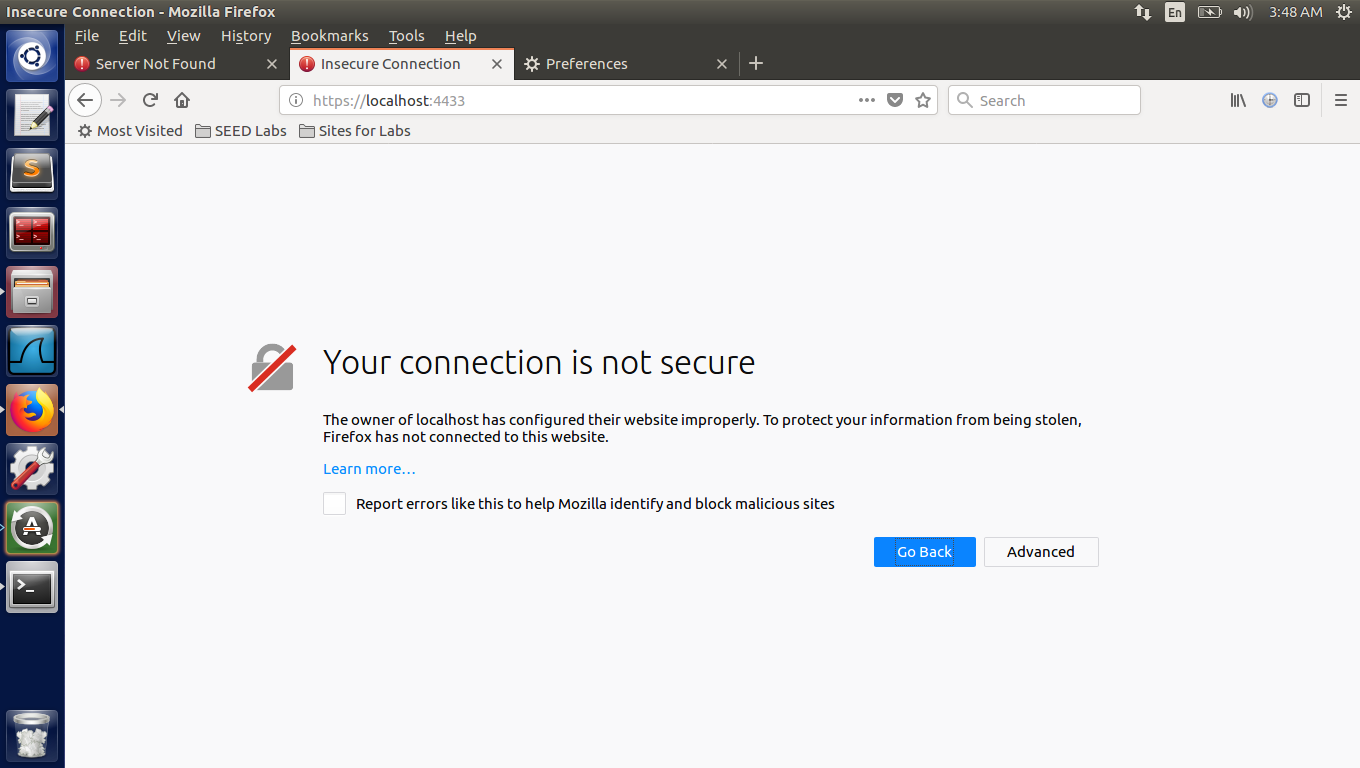 Insecure Connection - Mozilla Firefox
En
3:48 AM
File Edit View History Bookmarks Tools Help
Server Not Found
Insecure Connection
Preferences
https://localhost:4433
Search
Most Visited
SEED Labs
Sites for Labs
Your connection is not secure
The owner of localhost has configured their website improperly. To protect your information from being stolen,
Firefox has not connected to this website.
Learn more…
Report errors like this to help Mozilla identify and block malicious sites
Go Back
Advanced